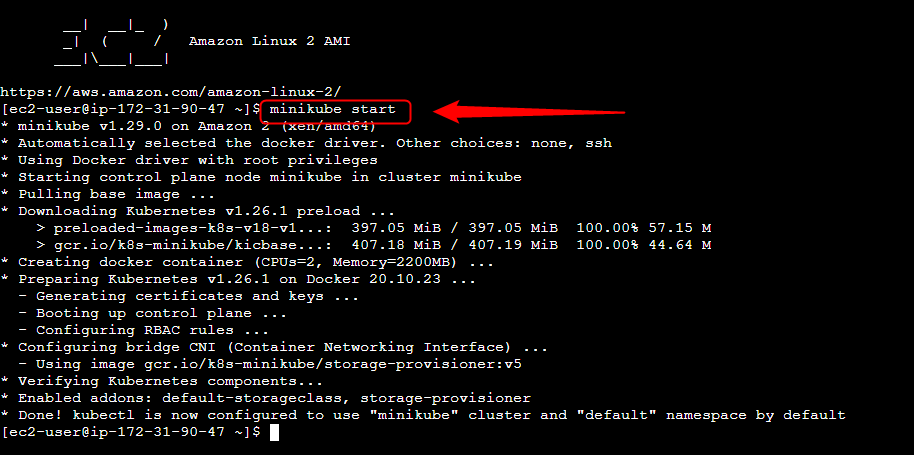 __|  __|_  )
       _|  (     /   Amazon Linux 2 AMI
      ___|\___|___|

https://aws.amazon.com/amazon-linux-2/
[ec2-user@ip-172-31-90-47 ~]$ minikube start
* minikube v1.29.0 on Amazon 2 (xen/amd64)
* Automatically selected the docker driver. Other choices: none, ssh
* Using Docker driver with root privileges
* Starting control plane node minikube in cluster minikube
* Pulling base image ...
* Downloading Kubernetes v1.26.1 preload ...
    > preloaded-images-k8s-v18-v1...:  397.05 MiB / 397.05 MiB  100.00% 57.15 M
    > gcr.io/k8s-minikube/kicbase...:  407.18 MiB / 407.19 MiB  100.00% 44.64 M
* Creating docker container (CPUs=2, Memory=2200MB) ...
* Preparing Kubernetes v1.26.1 on Docker 20.10.23 ...
  - Generating certificates and keys ...
  - Booting up control plane ...
  - Configuring RBAC rules ...
* Configuring bridge CNI (Container Networking Interface) ...
  - Using image gcr.io/k8s-minikube/storage-provisioner:v5
* Verifying Kubernetes components...
* Enabled addons: default-storageclass, storage-provisioner
* Done! kubectl is now configured to use "minikube" cluster and "default" namespace by default
[ec2-user@ip-172-31-90-47 ~]$